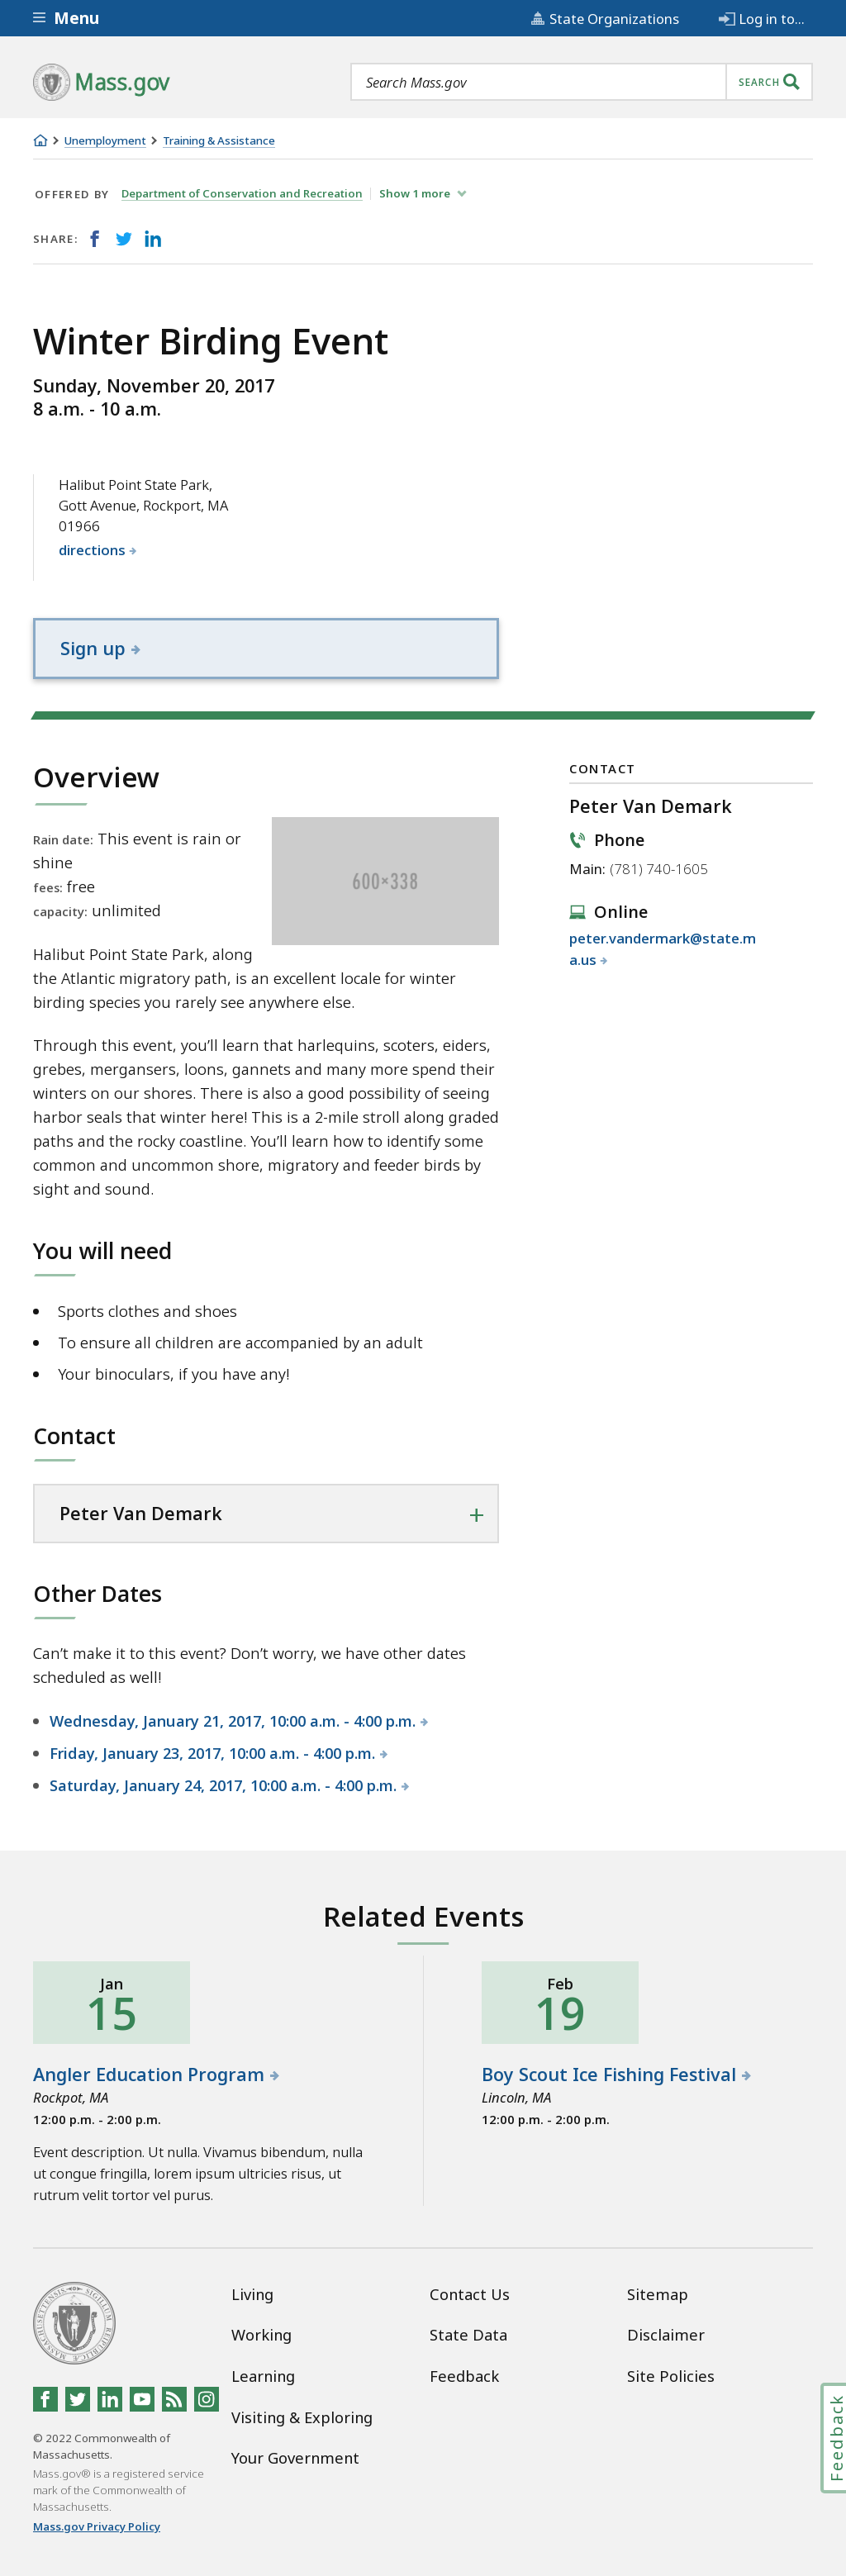 Menu
State Organizations
Log in to...
Mass.gov
Search Mass.gov
SEARCH
Unemployment
Training & Assistance
OFFERED BY
Department of Conservation and Recreation
Show 1 more
SHARE:
Winter Birding Event
Sunday, November 20, 2017
8 a.m. - 10 a.m.
Halibut Point State Park,
Gott Avenue, Rockport, MA
01966
directions
Sign up
Overview
Rain date: This event is rain or
shine
fees: free
capacity: unlimited
600×338
Halibut Point State Park, along
the Atlantic migratory path, is an excellent locale for winter
birding species you rarely see anywhere else.
Through this event, you’ll learn that harlequins, scoters, eiders,
grebes, mergansers, loons, gannets and many more spend their
winters on our shores. There is also a good possibility of seeing
harbor seals that winter here! This is a 2-mile stroll along graded
paths and the rocky coastline. You’ll learn how to identify some
common and uncommon shore, migratory and feeder birds by
sight and sound.
You will need
Sports clothes and shoes
To ensure all children are accompanied by an adult
Your binoculars, if you have any!
Contact
Peter Van Demark
Other Dates
Can’t make it to this event? Don’t worry, we have other dates
scheduled as well!
Wednesday, January 21, 2017, 10:00 a.m. - 4:00 p.m.
Friday, January 23, 2017, 10:00 a.m. - 4:00 p.m.
Saturday, January 24, 2017, 10:00 a.m. - 4:00 p.m.
CONTACT
Peter Van Demark
Phone
Main: (781) 740-1605
Online
peter.vandermark@state.m
a.us
Related Events
Jan
15
Angler Education Program
Rockpot, MA
12:00 p.m. - 2:00 p.m.
Event description. Ut nulla. Vivamus bibendum, nulla
ut congue fringilla, lorem ipsum ultricies risus, ut
rutrum velit tortor vel purus.
Feb
19
Boy Scout Ice Fishing Festival
Lincoln, MA
12:00 p.m. - 2:00 p.m.
Living
Working
Learning
Visiting & Exploring
Your Government
Contact Us
State Data
Feedback
Sitemap
Disclaimer
Site Policies
© 2022 Commonwealth of
Massachusetts.
Mass.gov® is a registered service
mark of the Commonwealth of
Massachusetts.
Mass.gov Privacy Policy
Feedback